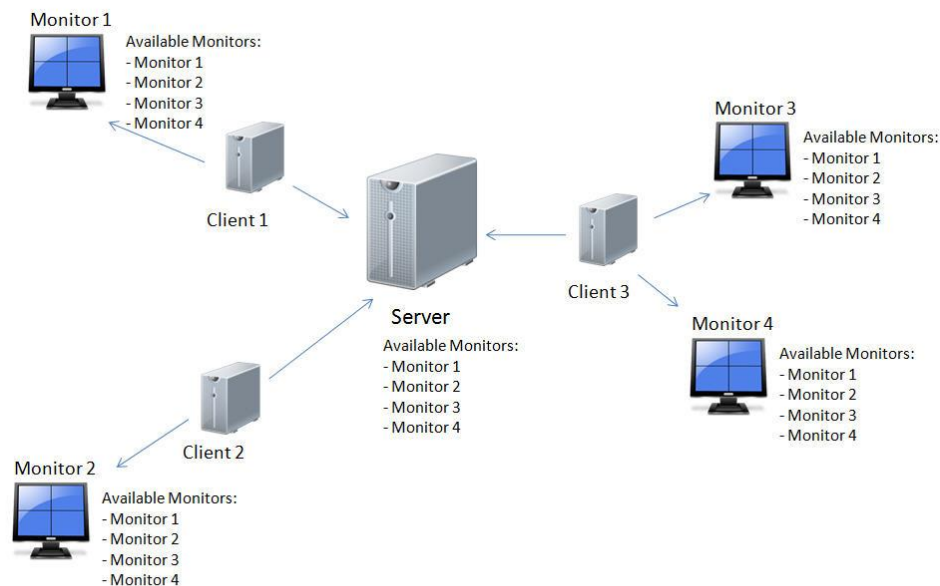 Monitor 1
Available Monitors:
- Monitor 1
- Monitor 2
- Monitor 3
- Monitor 4
Client 1
Monitor 3
Available Monitors:
- Monitor 1
- Monitor 2
- Monitor 3
- Monitor 4
Client 3
Server
Available Monitors:
- Monitor 1
- Monitor 2
- Monitor 3
- Monitor 4
Monitor 4
Available Monitors:
- Monitor 1
- Monitor 2
- Monitor 3
- Monitor 4
Client 2
Monitor 2
Available Monitors:
- Monitor 1
- Monitor 2
- Monitor 3
- Monitor 4